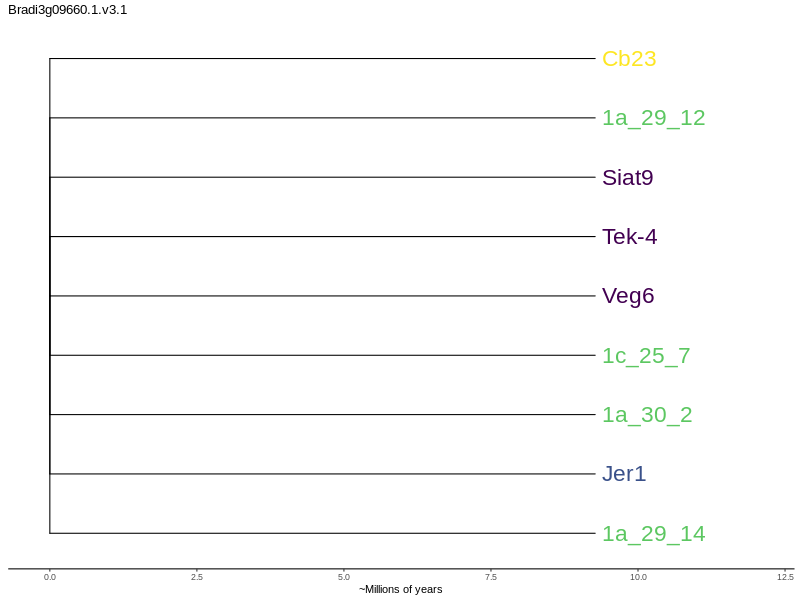 Bradi3g09660.1.v3.1
Cb23
1a_29_12
Siat9
Tek-4
Veg6
1c_25_7
1a_30_2
Jer1
1a_29_14
0.0 2.5 5.0 7.5 10.0 12.5
~Millions of years